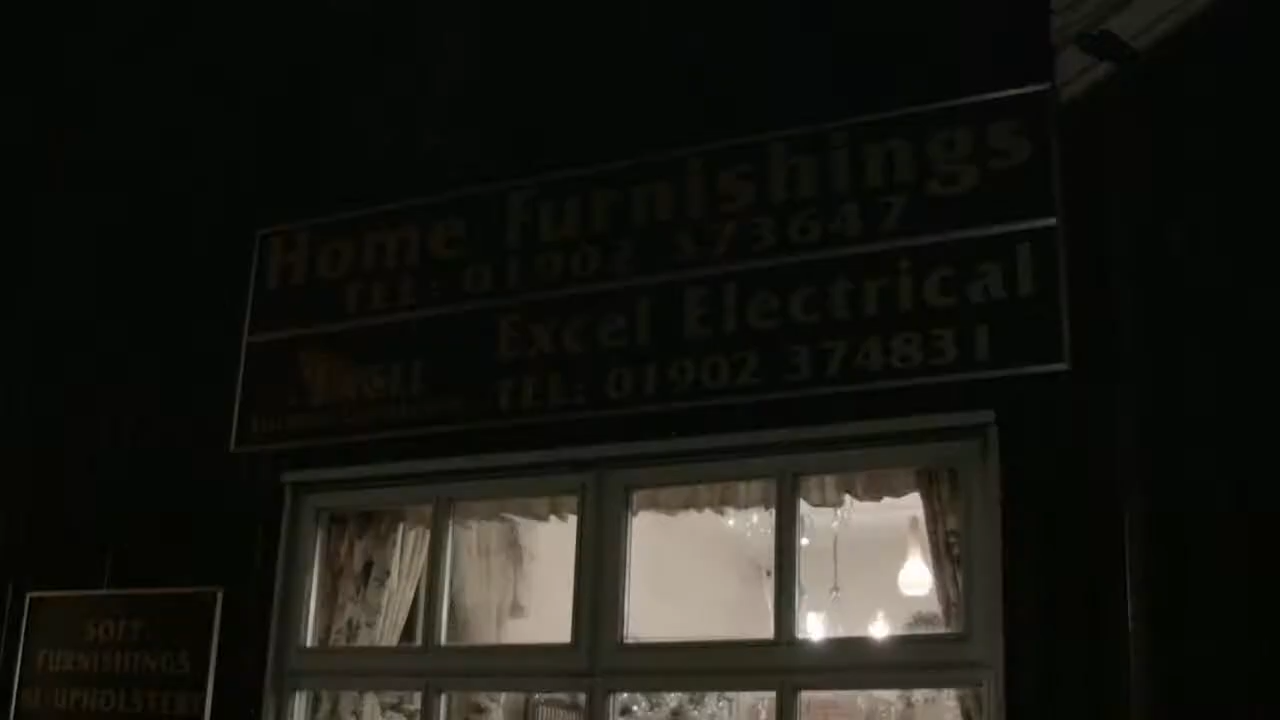 Home furnishings
TEL: 01902 373647
Excel Electrical
TEL: 01902 374831
SOFT
FURNISHINGS